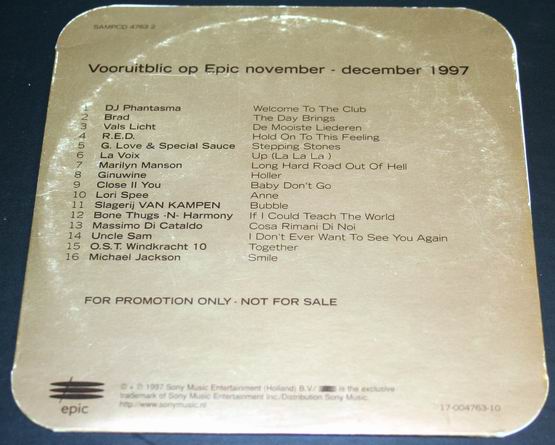 SAMPCD 4763 2
Vooruitblic op Epic november - december 1997
1 DJ Phantasma Welcome To The Club
2 Brad The Day Brings
3 Vals Licht De Mooiste Liederen
4 R.E.D. Hold On To This Feeling
5 G. Love & Special Sauce Stepping Stones
6 La Voix Up (La La La )
7 Marilyn Manson Long Hard Road Out Of Hell
8 Ginuwine Holler
9 Close II You Baby Don't Go
10 Lori Spee Anne
11 Slagerij VAN KAMPEN Bubble
12 Bone Thugs -N- Harmony If I Could Teach The World
13 Massimo Di Cataldo Cosa Rimani Di Noi
14 Uncle Sam I Don't Ever Want To See You Again
15 O.S.T. Windkracht 10 Together
16 Michael Jackson Smile
FOR PROMOTION ONLY - NOT FOR SALE
© + ℗ 1997 Sony Music Entertainment (Holland) B.V./ is the exclusive
trademark of Sony Music Entertainment Inc./Distribution Sony Music.
http://www.sonymusic.nl
epic
17-004763-10